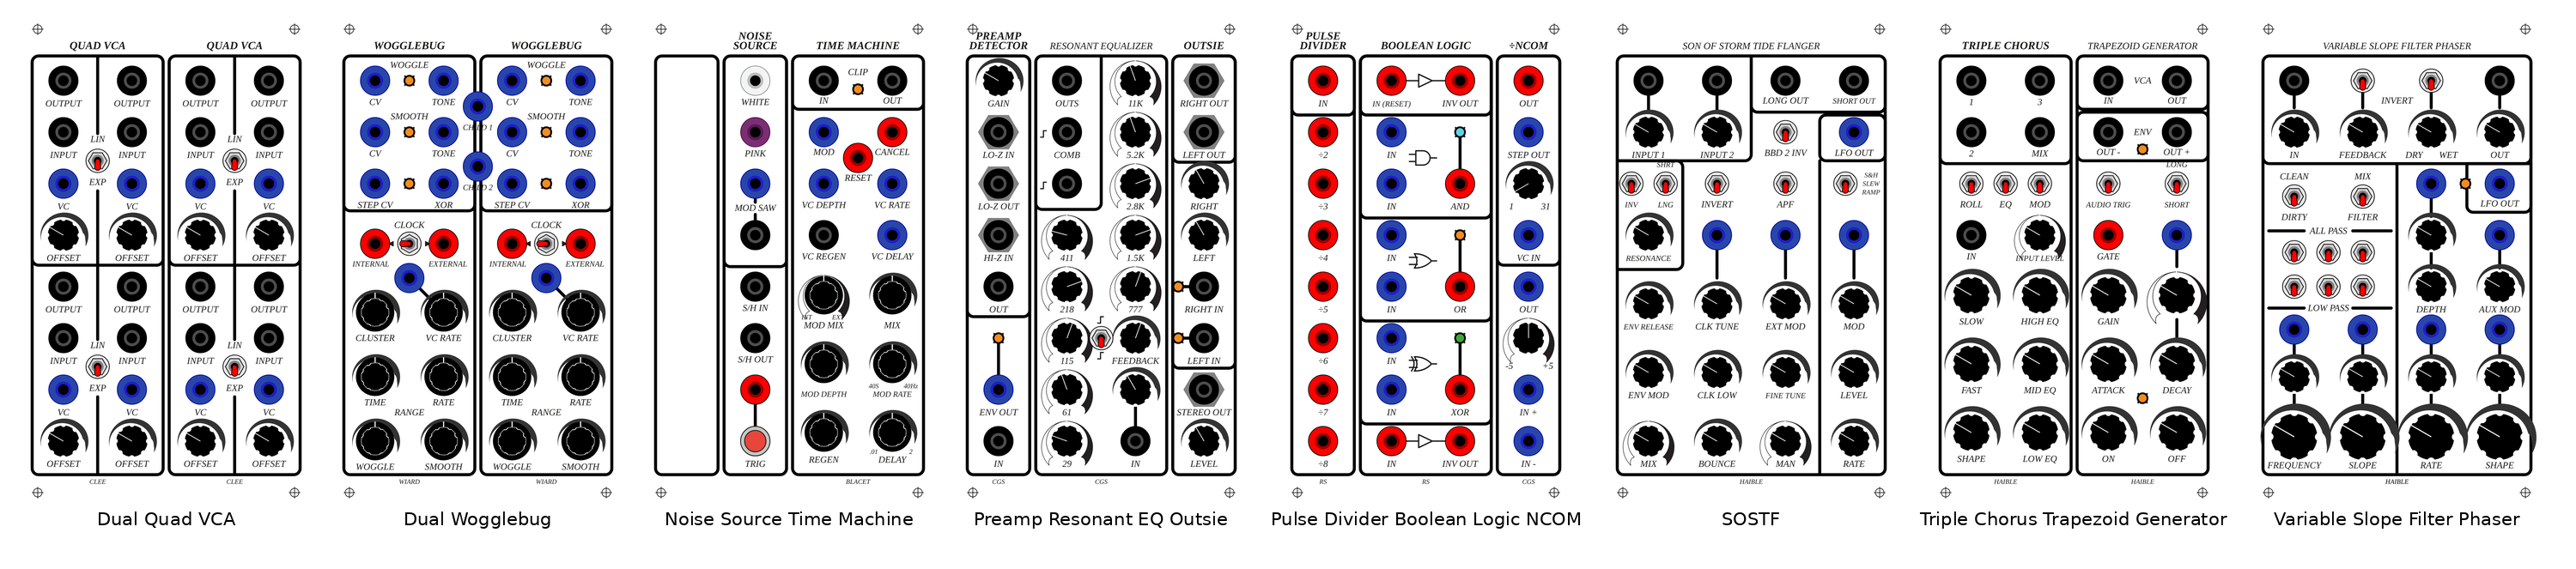 QUAD VCA QUAD VCA
OUTPUT OUTPUT OUTPUT OUTPUT
LIN LIN
INPUT INPUT INPUT INPUT
EXP EXP
VC VC VC VC
OFFSET OFFSET OFFSET OFFSET
OUTPUT OUTPUT OUTPUT OUTPUT
LIN LIN
INPUT INPUT INPUT INPUT
EXP EXP
VC VC VC VC
OFFSET OFFSET OFFSET OFFSET
CLEE CLEE
Dual Quad VCA
WOGGLEBUG WOGGLEBUG
WOGGLE WOGGLE
CV TONE CV TONE
SMOOTH SMOOTH
CHILD 1
CV TONE CV TONE
CHILD 2
STEP CV XOR STEP CV XOR
CLOCK CLOCK
INTERNAL EXTERNAL INTERNAL EXTERNAL
CLUSTER VC RATE CLUSTER VC RATE
TIME RATE TIME RATE
RANGE RANGE
WOGGLE SMOOTH WOGGLE SMOOTH
WIARD WIARD
Dual Wogglebug
NOISE
SOURCE
WHITE
PINK
MOD SAW
S/H IN
S/H OUT
TRIG
TIME MACHINE
CLIP
IN OUT
MOD CANCEL
RESET
VC DEPTH VC RATE
VC REGEN VC DELAY
INT EXT
MOD MIX MIX
40S 40Hz
MOD DEPTH MOD RATE
.01 2
REGEN DELAY
BLACET
Noise Source Time Machine
PREAMP
DETECTOR
GAIN
LO-Z IN
LO-Z OUT
HI-Z IN
OUT
ENV OUT
IN
CGS
RESONANT EQUALIZER
OUTS 11K
COMB 5.2K
2.8K
411 1.5K
218 777
115 FEEDBACK
61
29 IN
CGS
OUTSIE
RIGHT OUT
LEFT OUT
RIGHT
LEFT
RIGHT IN
LEFT IN
STEREO OUT
LEVEL
Preamp Resonant EQ Outsie
PULSE
DIVIDER
IN
÷2
÷3
÷4
÷5
÷6
÷7
÷8
RS
BOOLEAN LOGIC
IN (RESET) INV OUT
IN
IN AND
IN
IN OR
IN
IN XOR
IN INV OUT
RS
÷NCOM
OUT
STEP OUT
1 31
VC IN
OUT
-5 +5
IN +
IN -
CGS
Pulse Divider Boolean Logic NCOM
SON OF STORM TIDE FLANGER
LONG OUT SHORT OUT
INPUT 1 INPUT 2 BBD 2 INV LFO OUT
SHRT
S&H
SLEW
RAMP
INV LNG INVERT APF
RESONANCE
ENV RELEASE CLK TUNE EXT MOD MOD
ENV MOD CLK LOW FINE TUNE LEVEL
MIX BOUNCE MAN RATE
HAIBLE
SOSTF
TRIPLE CHORUS
1 3
2 MIX
ROLL EQ MOD
IN INPUT LEVEL
SLOW HIGH EQ
FAST MID EQ
SHAPE LOW EQ
HAIBLE
TRAPEZOID GENERATOR
VCA
IN OUT
ENV
OUT - OUT +
LONG
AUDIO TRIG SHORT
GATE
GAIN
ATTACK DECAY
ON OFF
HAIBLE
Triple Chorus Trapezoid Generator
VARIABLE SLOPE FILTER PHASER
INVERT
IN FEEDBACK DRY WET OUT
CLEAN MIX
LFO OUT
DIRTY FILTER
ALL PASS
LOW PASS
DEPTH AUX MOD
FREQUENCY SLOPE RATE SHAPE
HAIBLE
Variable Slope Filter Phaser